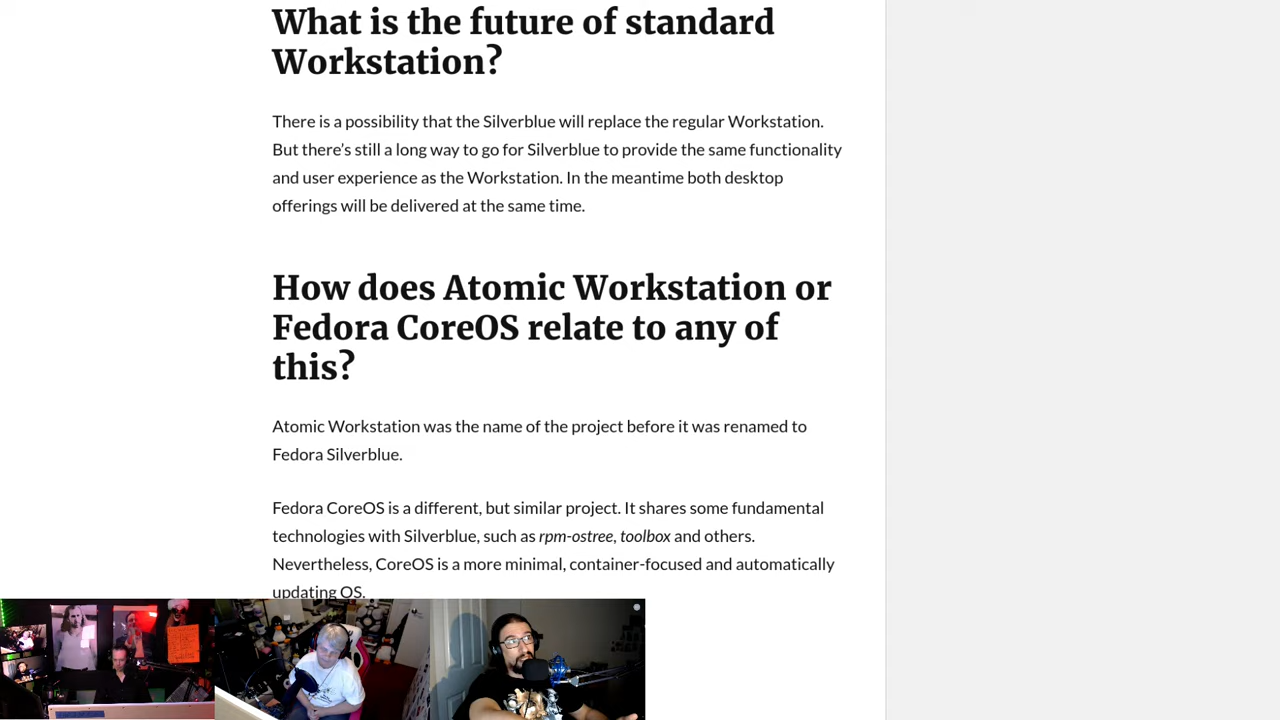 What is the future of standard
Workstation?
There is a possibility that the Silverblue will replace the regular Workstation.
But there’s still a long way to go for Silverblue to provide the same functionality
and user experience as the Workstation. In the meantime both desktop
offerings will be delivered at the same time.
How does Atomic Workstation or
Fedora CoreOS relate to any of
this?
Atomic Workstation was the name of the project before it was renamed to
Fedora Silverblue.
Fedora CoreOS is a different, but similar project. It shares some fundamental
technologies with Silverblue, such as rpm-ostree, toolbox and others.
Nevertheless, CoreOS is a more minimal, container-focused and automatically
updating OS.